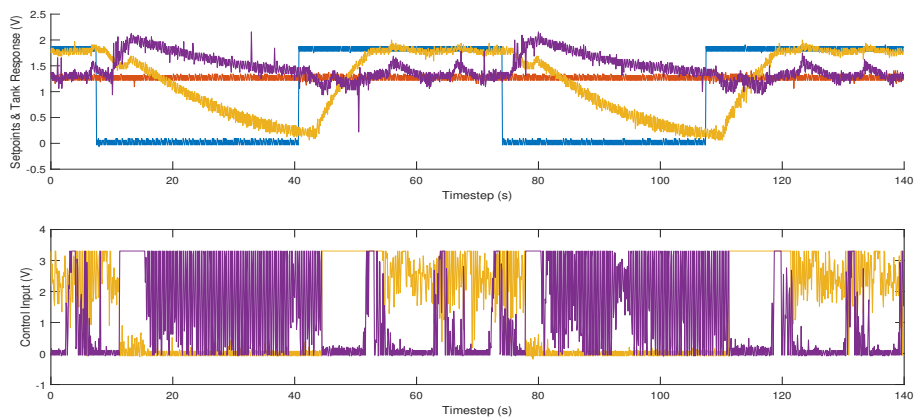 Setpoints & Tank Response (V)
2.5
2
1.5
1
0.5
0
-0.5
0 20 40 60 80 100 120 140
Timestep (s)
Control Input (V)
4
3
2
1
0
-1
0 20 40 60 80 100 120 140
Timestep (s)